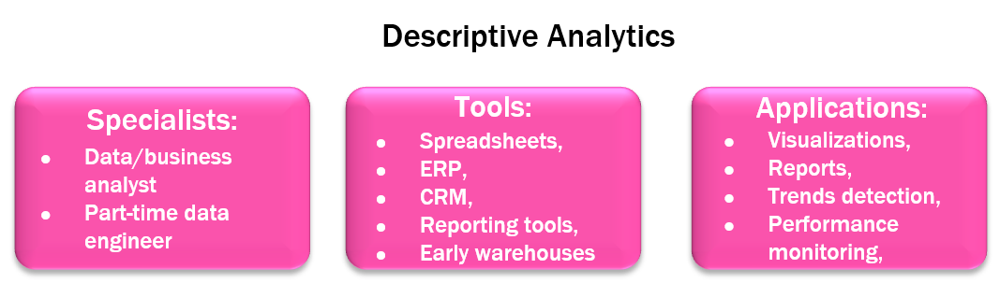 Descriptive Analytics
Specialists:
● Data/business
analyst
● Part-time data
engineer
Tools:
● Spreadsheets,
● ERP,
● CRM,
● Reporting tools,
● Early warehouses
Applications:
● Visualizations,
● Reports,
● Trends detection,
● Performance
monitoring,